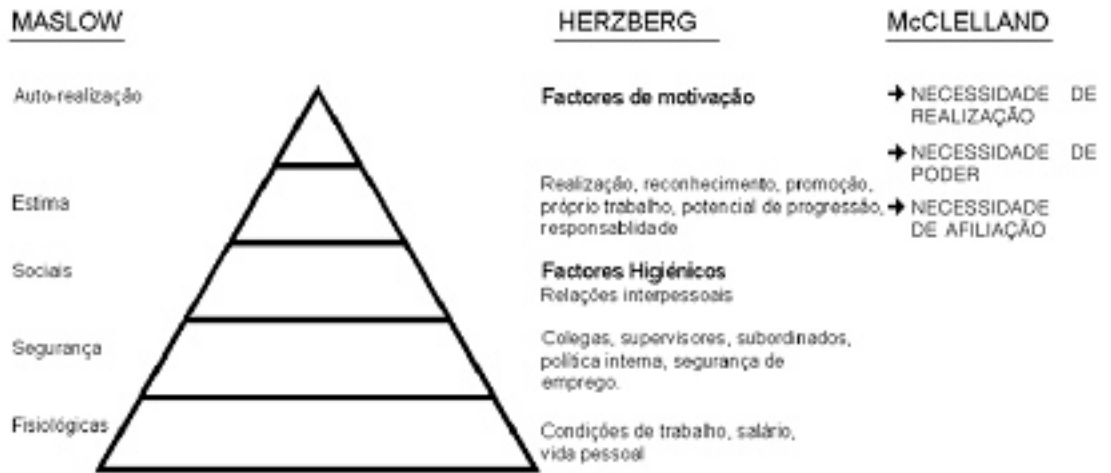 MASLOW
HERZBERG
McCLELLAND
Auto-realização
Estima
Sociais
Segurança
Fisiológicas
Factores de motivação
Realização, reconhecimento, promoção,
próprio trabalho, potencial de progressão,
responsablidade
Factores Higiénicos
Relações interpessoais
Colegas, supervisores, subordinados,
política interna, segurança de
emprego.
Condições de trabalho, salário,
vida pessoal
➔ NECESSIDADE DE
REALIZAÇÃO
➔ NECESSIDADE DE
PODER
➔ NECESSIDADE
DE AFILIAÇÃO